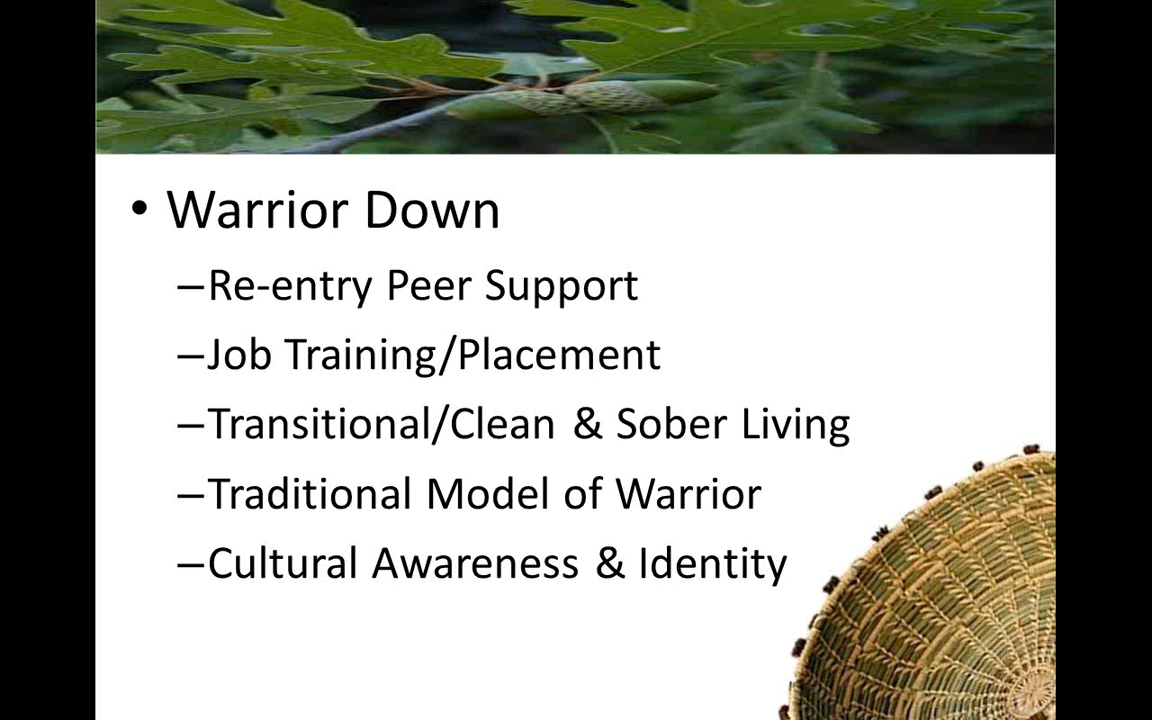 • Warrior Down
–Re-entry Peer Support
–Job Training/Placement
–Transitional/Clean & Sober Living
–Traditional Model of Warrior
–Cultural Awareness & Identity